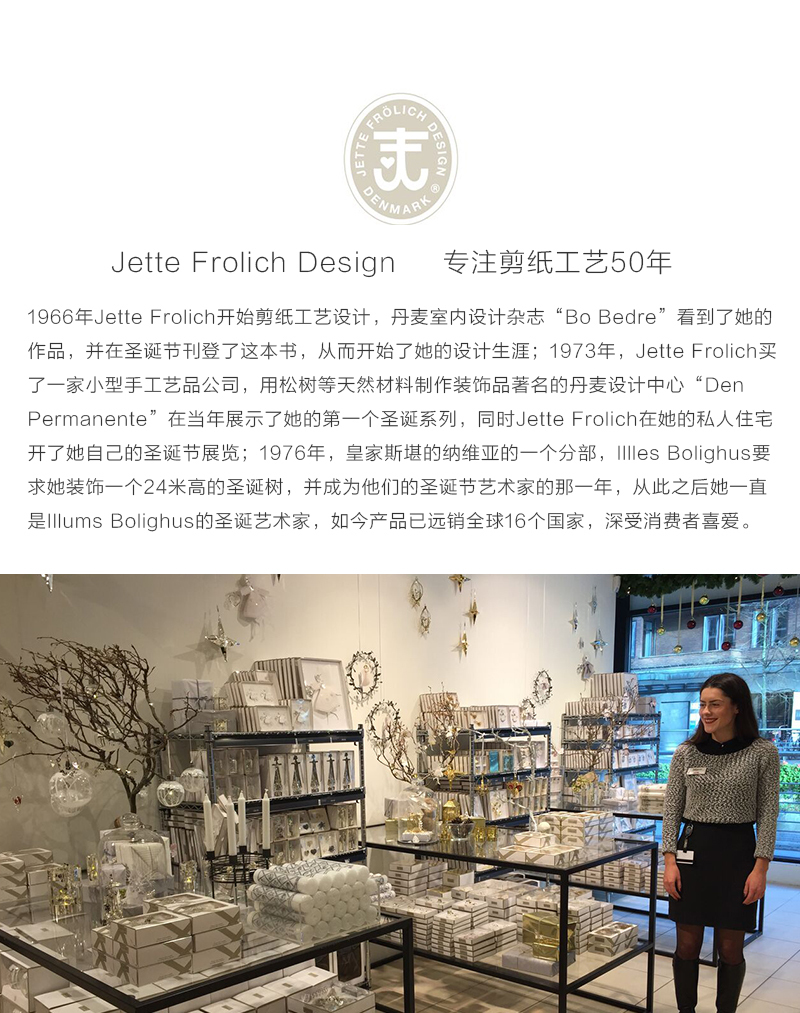 JETTE FRÖLICH DESIGN
DENMARK ®
Jette Frolich Design 专注剪纸工艺50年
1966年Jette Frolich开始剪纸工艺设计，丹麦室内设计杂志“Bo Bedre”看到了她的
作品，并在圣诞节刊登了这本书，从而开始了她的设计生涯；1973年，Jette Frolich买
了一家小型手工艺品公司，用松树等天然材料制作装饰品著名的丹麦设计中心“Den
Permanente”在当年展示了她的第一个圣诞系列，同时Jette Frolich在她的私人住宅
开了她自己的圣诞节展览；1976年，皇家斯堪的纳维亚的一个分部，Illles Bolighus要
求她装饰一个24米高的圣诞树，并成为他们的圣诞节艺术家的那一年，从此之后她一直
是Illums Bolighus的圣诞艺术家，如今产品已远销全球16个国家，深受消费者喜爱。